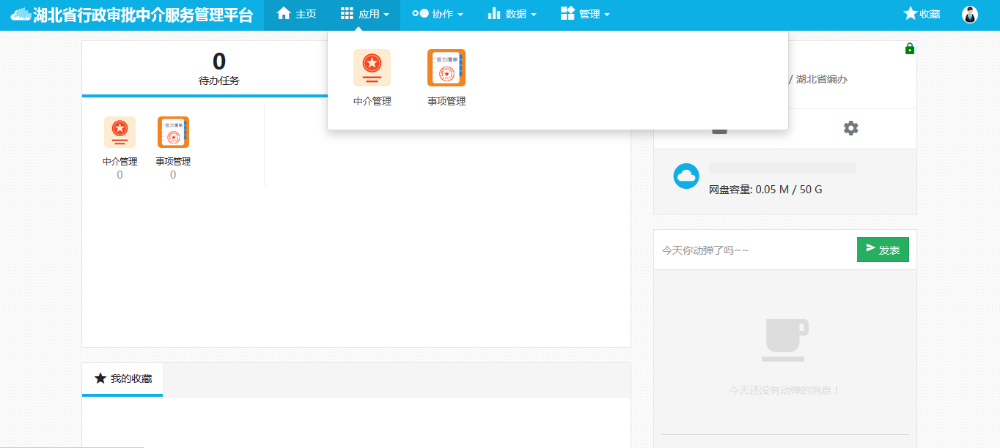 湖北省行政审批中介服务管理平台 主页 应用 协作 数据 管理 收藏
0
待办任务
权力清单
中介管理 事项管理
/ 湖北省编办
权力清单
中介管理 事项管理
0 0
网盘容量: 0.05 M / 50 G
今天你动弹了吗~~ 发表
今天还没有动弹的消息！
我的收藏